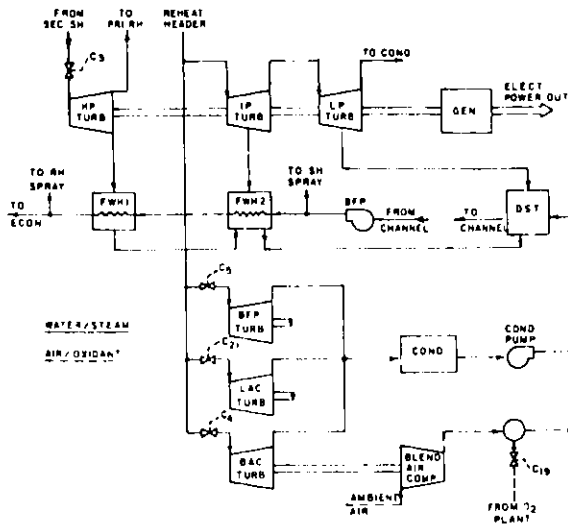 FROM
SEC SH
TO
PRI RH
REHEAT
HEADER
C3
HP
TURB
IP
TURB
LP
TURB
TO COND
GEN
ELECT
POWER OUT
TO RH
SPRAY
TO SH
SPRAY
TO
ECON
FWH1
FWH2
BFP
FROM
CHANNEL
TO
CHANNEL
DST
C5
BFP
TURB
WATER/STEAM
AIR/OXIDANT
C21
LAC
TURB
COND
COND
PUMP
C4
BAC
TURB
BLEND
AIR
COMP
AMBIENT
AIR
C19
FROM O2
PLANT